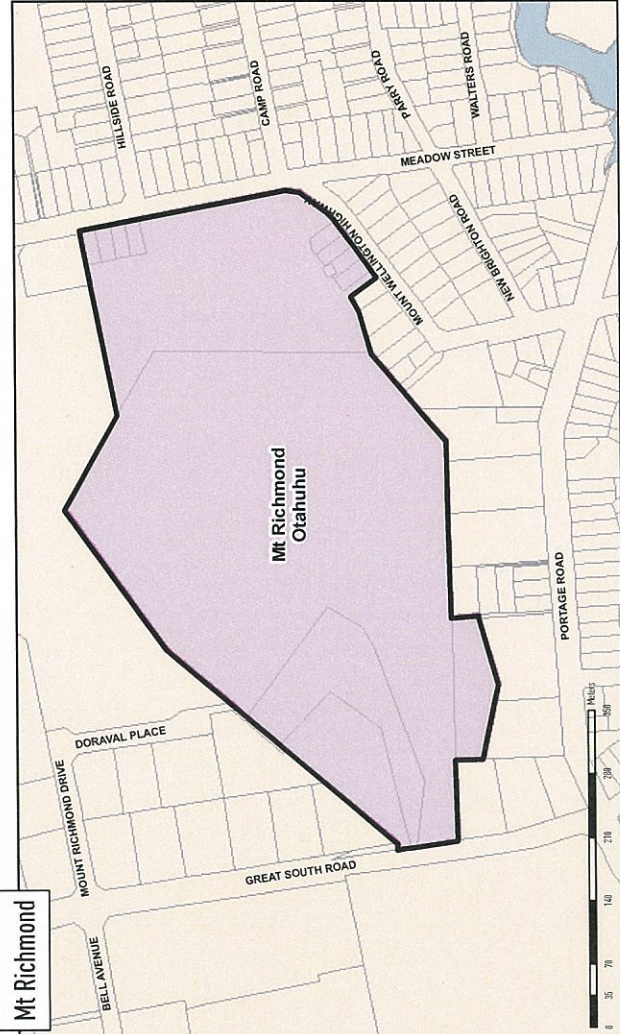 Mt Richmond
HILLSIDE ROAD
CAMP ROAD
PARRY ROAD
WALTERS ROAD
MEADOW STREET
MOUNT WELLINGTON HIGHWAY
NEW BRIGHTON ROAD
Mt Richmond
Otahuhu
PORTAGE ROAD
DORAVAL PLACE
MOUNT RICHMOND DRIVE
GREAT SOUTH ROAD
BELL AVENUE
0 35 70 140 210 280 350
Meters